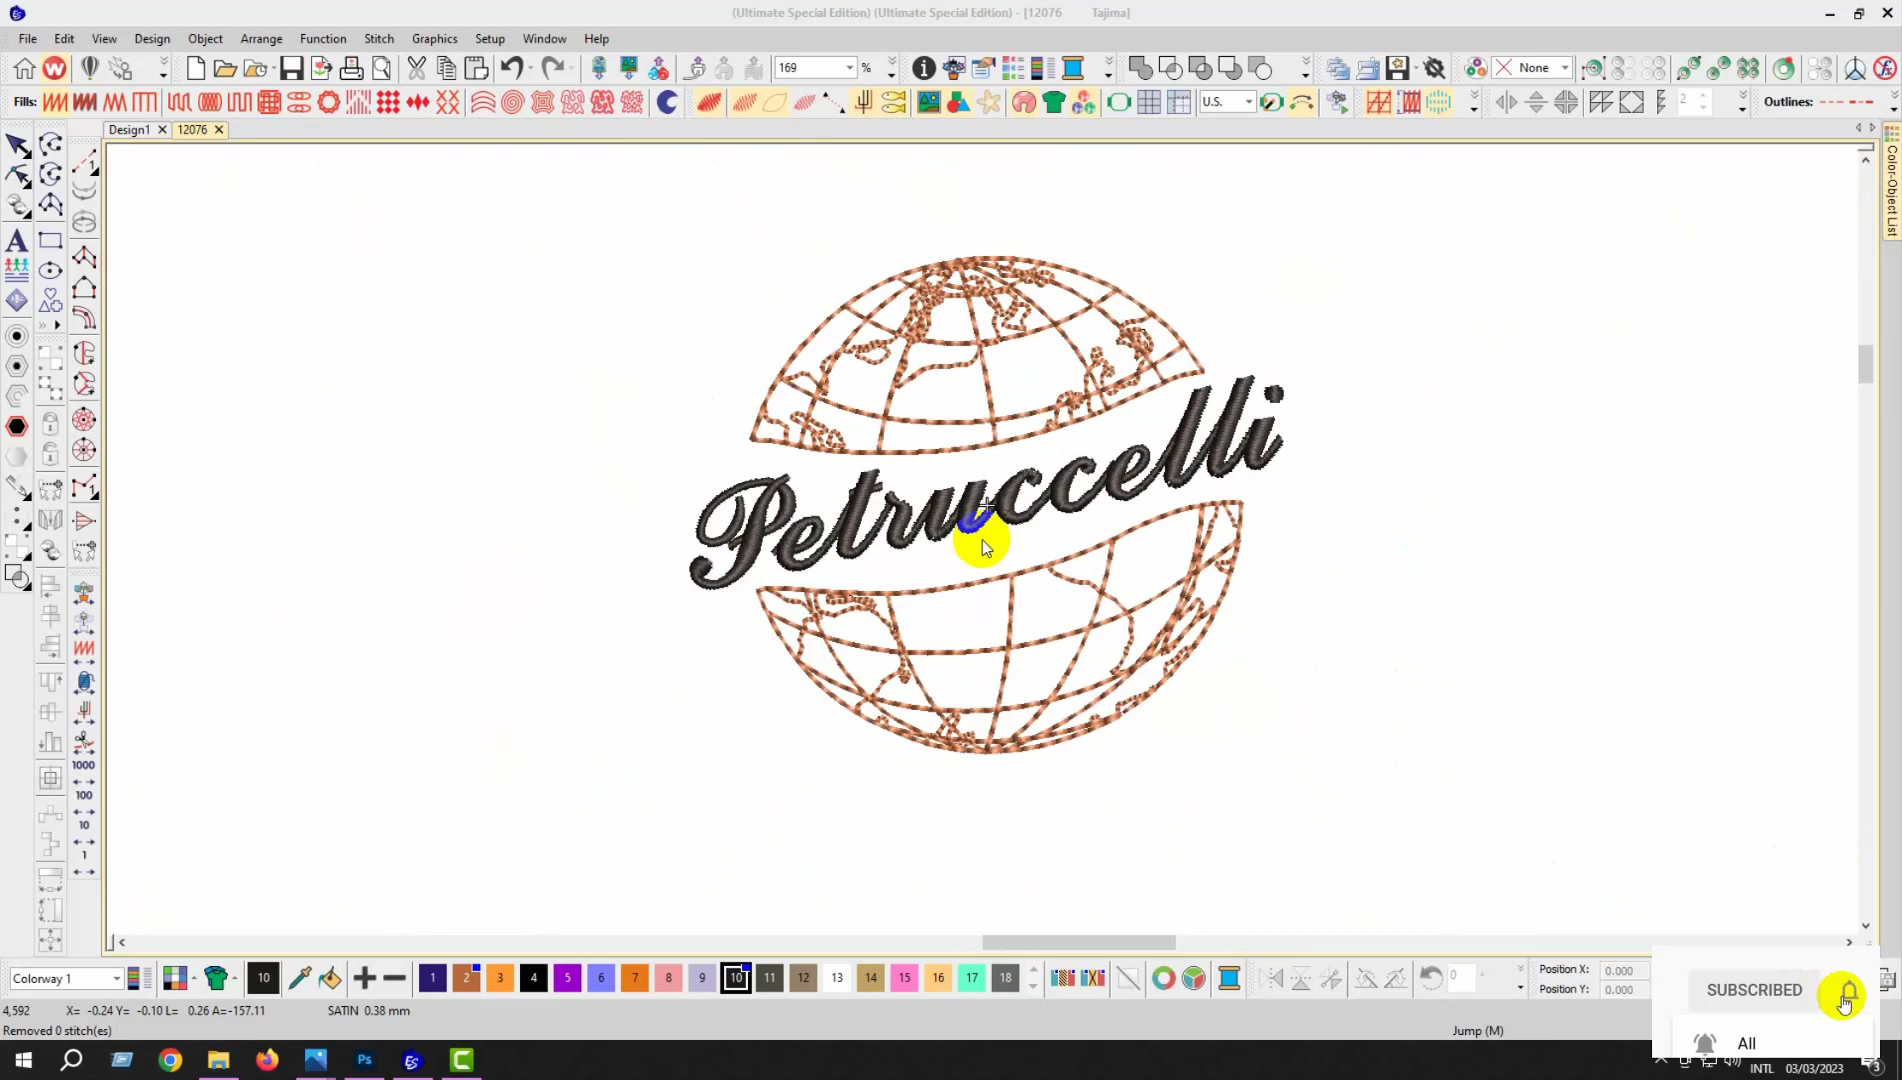 (Ultimate Special Edition) (Ultimate Special Edition) - [12076 Tajima]
File Edit View Design Object Arrange Function Stitch Graphics Setup Window Help
169 %
None
Fills:
U.S.
2
Outlines:
Design1
12076
Color-Object List
Petruccelli
1000
100
10
1
Colorway 1
10
1 2 3 4 5 6 7 8 9 10 11 12 13 14 15 16 17 18
0
Position X: 0.000
Position Y: 0.000
4,592 X= -0.24 Y= -0.10 L= 0.26 A=-157.11 SATIN 0.38 mm
Removed 0 stitch(es)
Jump (M)
SUBSCRIBED
All
INTL 03/03/2023
3